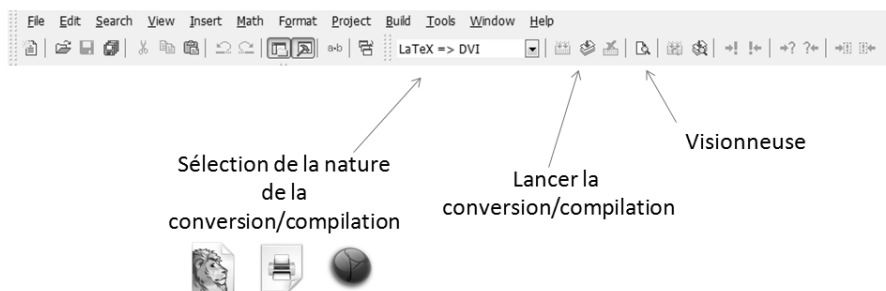 File Edit Search View Insert Math Format Project Build Tools Window Help
a•b LaTeX => DVI
Visionneuse
Sélection de la nature
de la
conversion/compilation
Lancer la
conversion/compilation